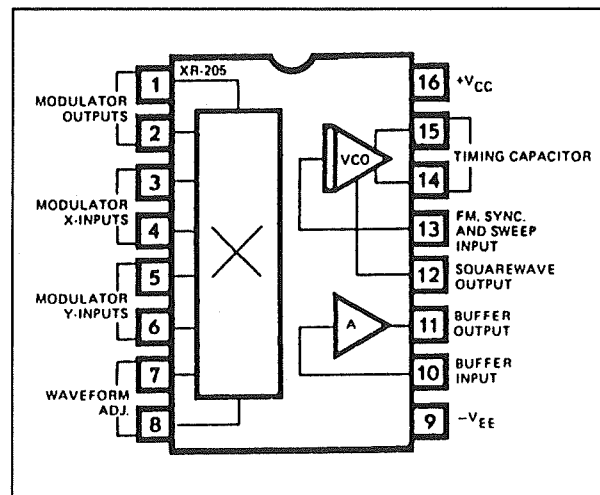 XR-205
1
2
3
4
5
6
7
8
MODULATOR
OUTPUTS
MODULATOR
X-INPUTS
MODULATOR
Y-INPUTS
WAVEFORM
ADJ.
VCO
A
16
+VCC
15
14
TIMING CAPACITOR
13
FM. SYNC.
AND SWEEP
INPUT
12
SQUAREWAVE
OUTPUT
11
BUFFER
OUTPUT
10
BUFFER
INPUT
9
-VEE